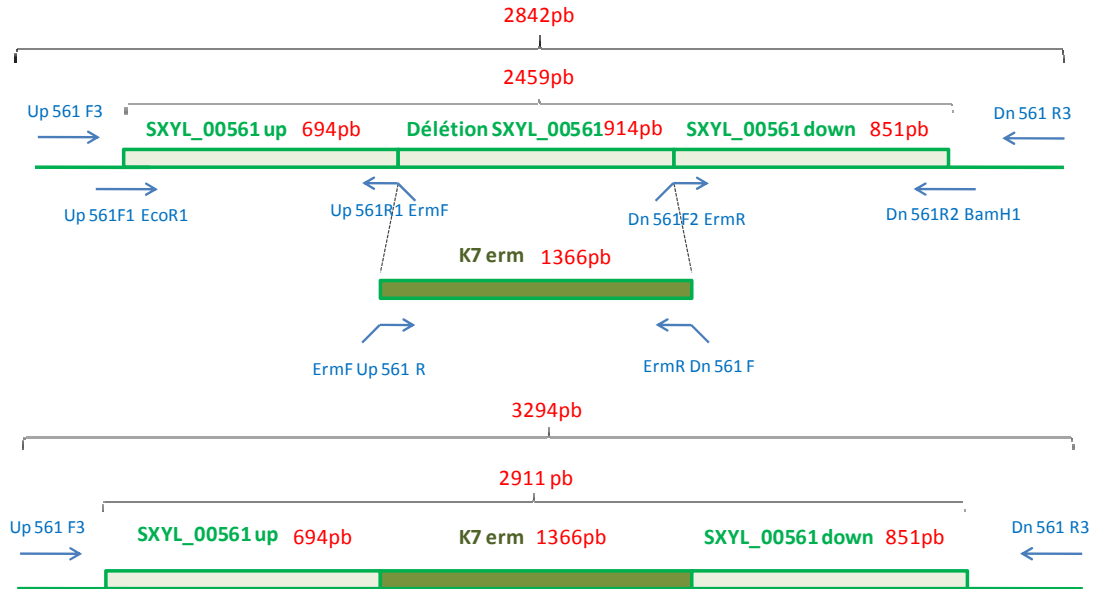 2842pb
2459pb
Up 561 F3
Dn 561 R3
SXYL_00561 up 694pb Délétion SXYL_00561 914pb SXYL_00561 down 851pb
Up 561F1 EcoR1
Up 561R1 ErmF
Dn 561F2 ErmR
Dn 561R2 BamH1
K7 erm 1366pb
ErmF Up 561 R
ErmR Dn 561 F
3294pb
2911 pb
Up 561 F3
Dn 561 R3
SXYL_00561 up 694pb K7 erm 1366pb SXYL_00561 down 851pb